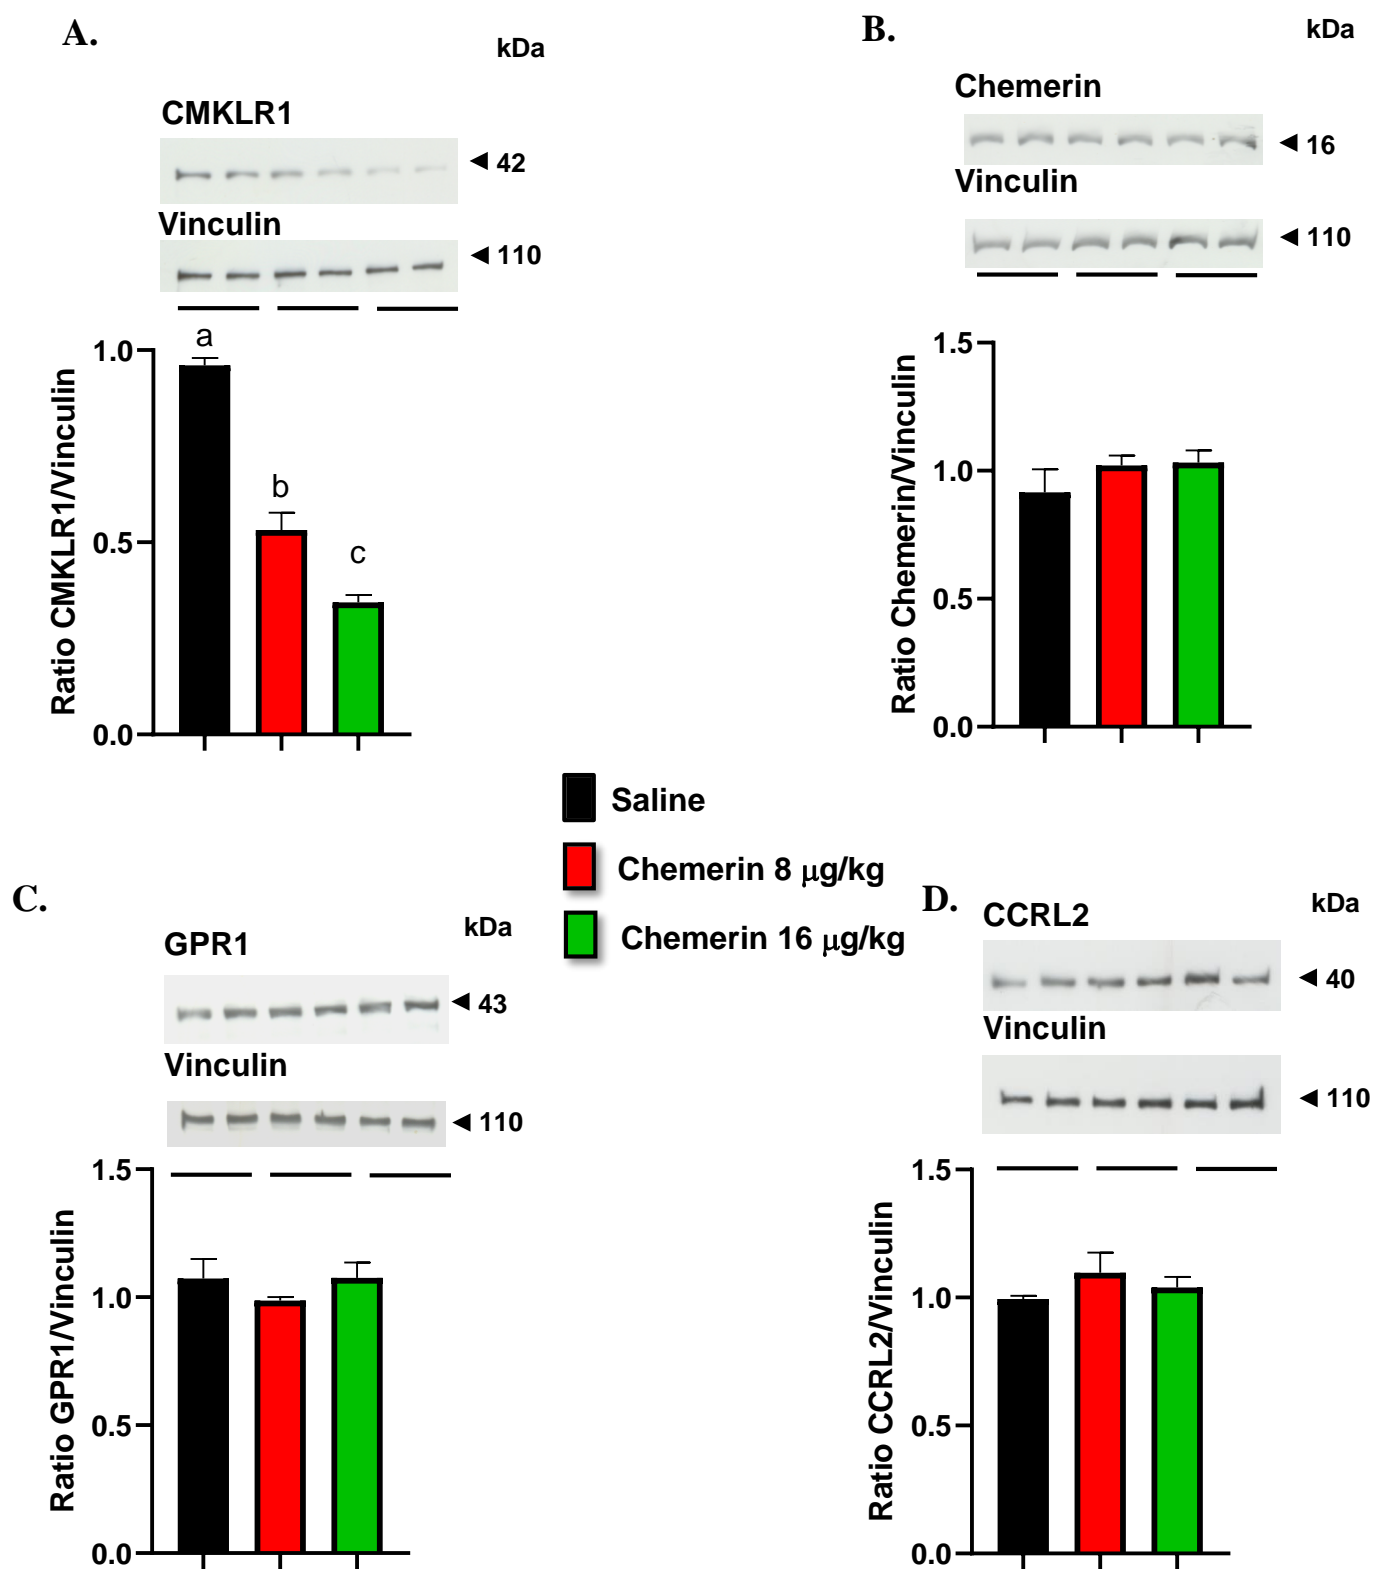 A.
kDa
CMKLR1
◄ 42
Vinculin
◄ 110
a
b
c
1.0
0.5
0.0
Ratio CMKLR1/Vinculin
B.
kDa
Chemerin
◄ 16
Vinculin
◄ 110
1.5
1.0
0.5
0.0
Ratio Chemerin/Vinculin
Saline
Chemerin 8 μg/kg
Chemerin 16 μg/kg
C.
kDa
GPR1
◄ 43
Vinculin
◄ 110
1.5
1.0
0.5
0.0
Ratio GPR1/Vinculin
D.
kDa
CCRL2
◄ 40
Vinculin
◄ 110
1.5
1.0
0.5
0.0
Ratio CCRL2/Vinculin